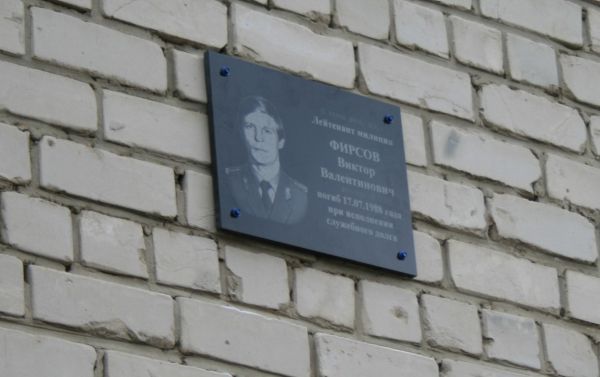 Лейтенант милиции
ФИРСОВ
Виктор
Валентинович
погиб 17.07.1998 года
при исполнении
служебного долга